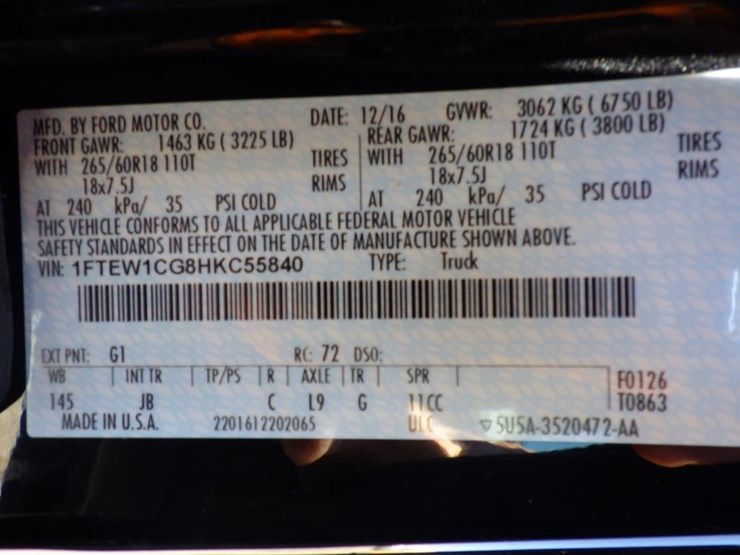 MFD. BY FORD MOTOR CO. DATE: 12/16 GVWR: 3062 KG ( 6750 LB)
FRONT GAWR: 1463 KG ( 3225 LB) REAR GAWR: 1724 KG ( 3800 LB)
WITH 265/60R18 110T TIRES WITH 265/60R18 110T TIRES
18x7.5J RIMS 18x7.5J RIMS
AT 240 kPa/ 35 PSI COLD AT 240 kPa/ 35 PSI COLD
THIS VEHICLE CONFORMS TO ALL APPLICABLE FEDERAL MOTOR VEHICLE
SAFETY STANDARDS IN EFFECT ON THE DATE OF MANUFACTURE SHOWN ABOVE.
VIN: 1FTEW1CG8HKC55840 TYPE: Truck
EXT PNT: G1 RC: 72 DSO:
WB INT TR TP/PS R AXLE TR SPR F0126
145 JB C L9 G 11CC T0863
MADE IN U.S.A. 2201612202065 ULC ▽5U5A-3520472-AA